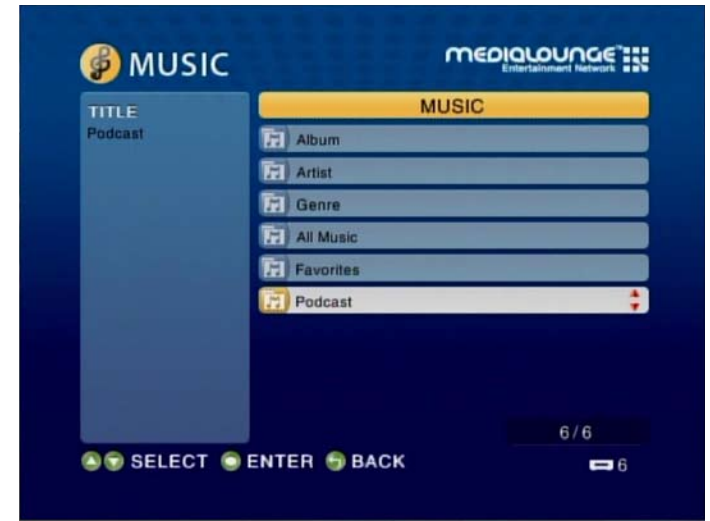 MUSIC
MEDIALOUNGE™
Entertainment Network
TITLE
Podcast
MUSIC
Album
Artist
Genre
All Music
Favorites
Podcast
6/6
SELECT ENTER BACK
6